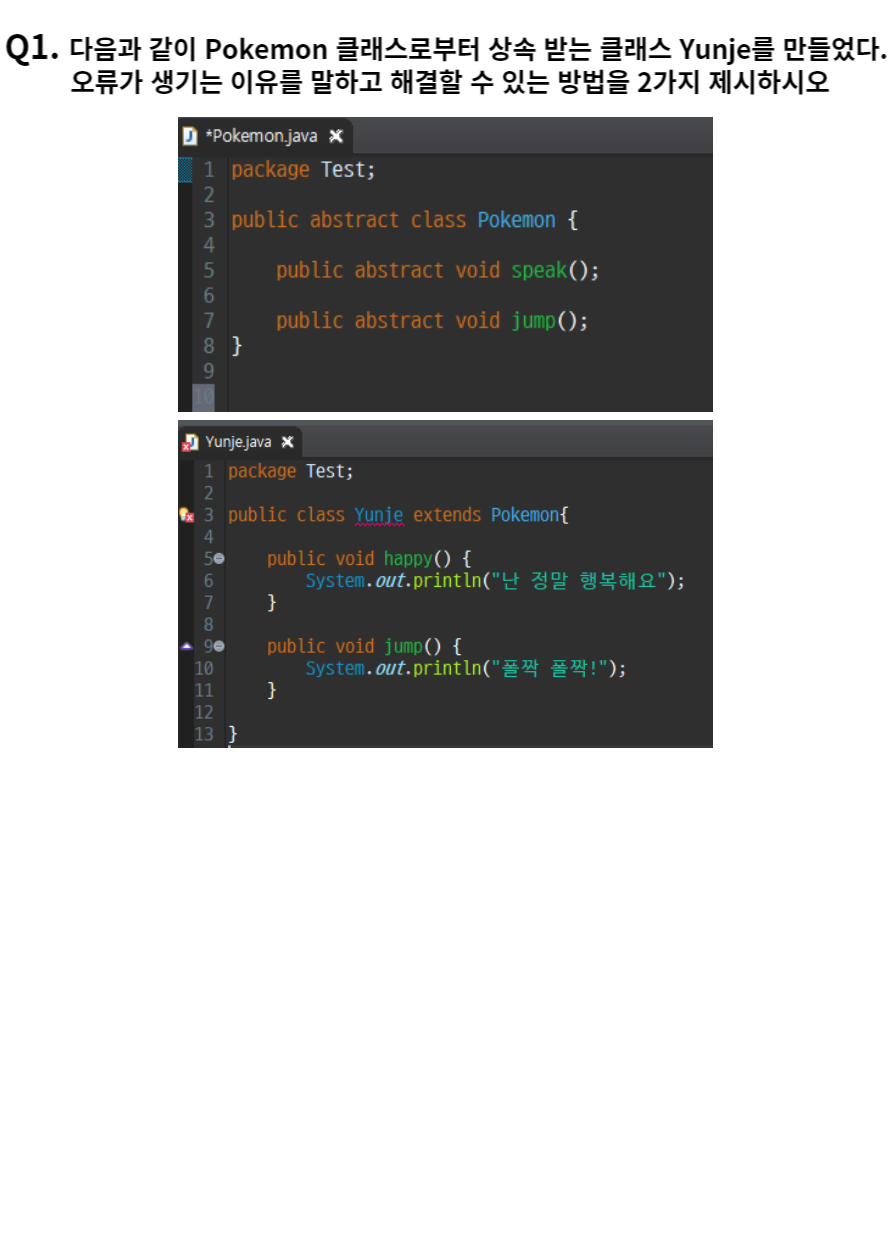 Q1. 다음과 같이 Pokemon 클래스로부터 상속 받는 클래스 Yunje를 만들었다.
오류가 생기는 이유를 말하고 해결할 수 있는 방법을 2가지 제시하시오
*Pokemon.java
1 package Test;
2
3 public abstract class Pokemon {
4
5 public abstract void speak();
6
7 public abstract void jump();
8 }
9
10
Yunje.java
1 package Test;
2
3 public class Yunje extends Pokemon{
4
5 public void happy() {
6 System.out.println("난 정말 행복해요");
7 }
8
9 public void jump() {
10 System.out.println("폴짝 폴짝!");
11 }
12
13 }